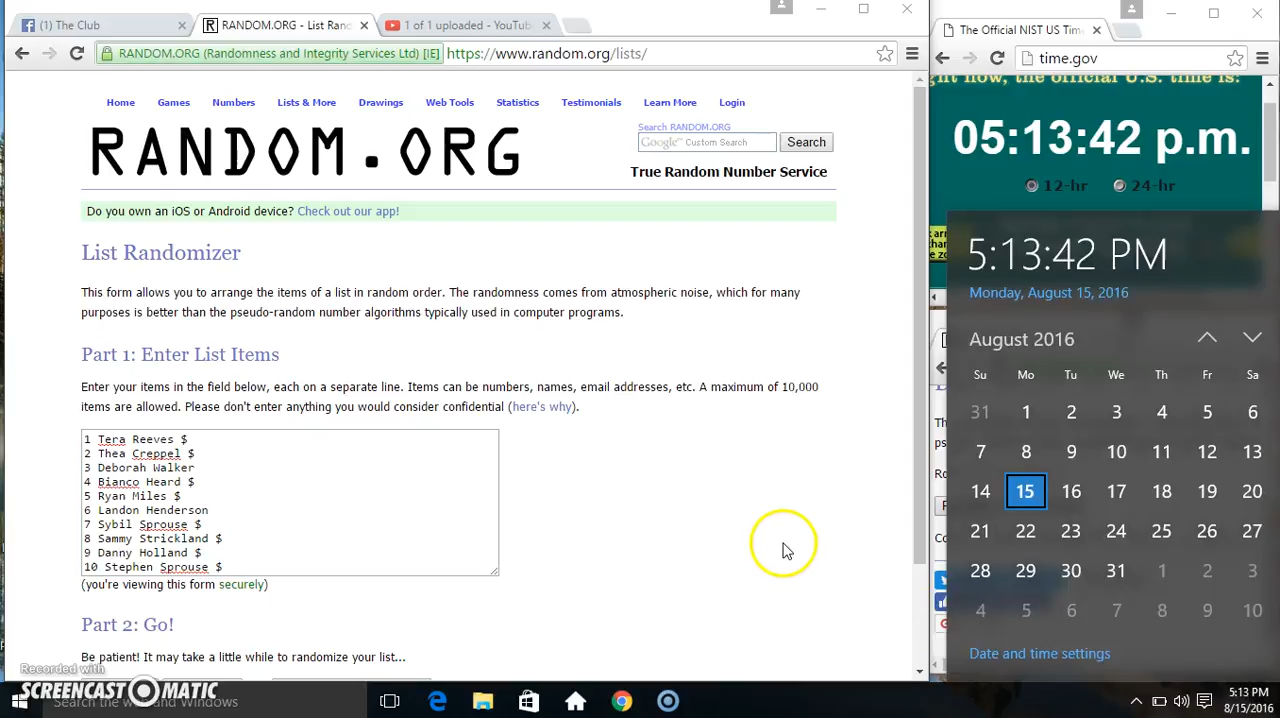 (1) The Club
RANDOM.ORG - List Rand
1 of 1 uploaded - YouTub
RANDOM.ORG (Randomness and Integrity Services Ltd) [IE] https://www.random.org/lists/
Home Games Numbers Lists & More Drawings Web Tools Statistics Testimonials Learn More Login
RANDOM.ORG
Search RANDOM.ORG
Google™ Custom Search Search
True Random Number Service
Do you own an iOS or Android device? Check out our app!
List Randomizer
This form allows you to arrange the items of a list in random order. The randomness comes from atmospheric noise, which for many
purposes is better than the pseudo-random number algorithms typically used in computer programs.
Part 1: Enter List Items
Enter your items in the field below, each on a separate line. Items can be numbers, names, email addresses, etc. A maximum of 10,000
items are allowed. Please don't enter anything you would consider confidential (here's why).
1 Tera Reeves $
2 Thea Creppel $
3 Deborah Walker
4 Bianco Heard $
5 Ryan Miles $
6 Landon Henderson
7 Sybil Sprouse $
8 Sammy Strickland $
9 Danny Holland $
10 Stephen Sprouse $
(you're viewing this form securely)
Part 2: Go!
Be patient! It may take a little while to randomize your list...
Recorded with
SCREENCAST-O-MATIC
Search the web and Windows
The Official NIST US Time
time.gov
ght now, the official U.S. time is:
05:13:42 p.m.
12-hr 24-hr
5:13:42 PM
Monday, August 15, 2016
August 2016
Su Mo Tu We Th Fr Sa
31 1 2 3 4 5 6
7 8 9 10 11 12 13
14 15 16 17 18 19 20
21 22 23 24 25 26 27
28 29 30 31 1 2 3
4 5 6 7 8 9 10
Date and time settings
5:13 PM
8/15/2016